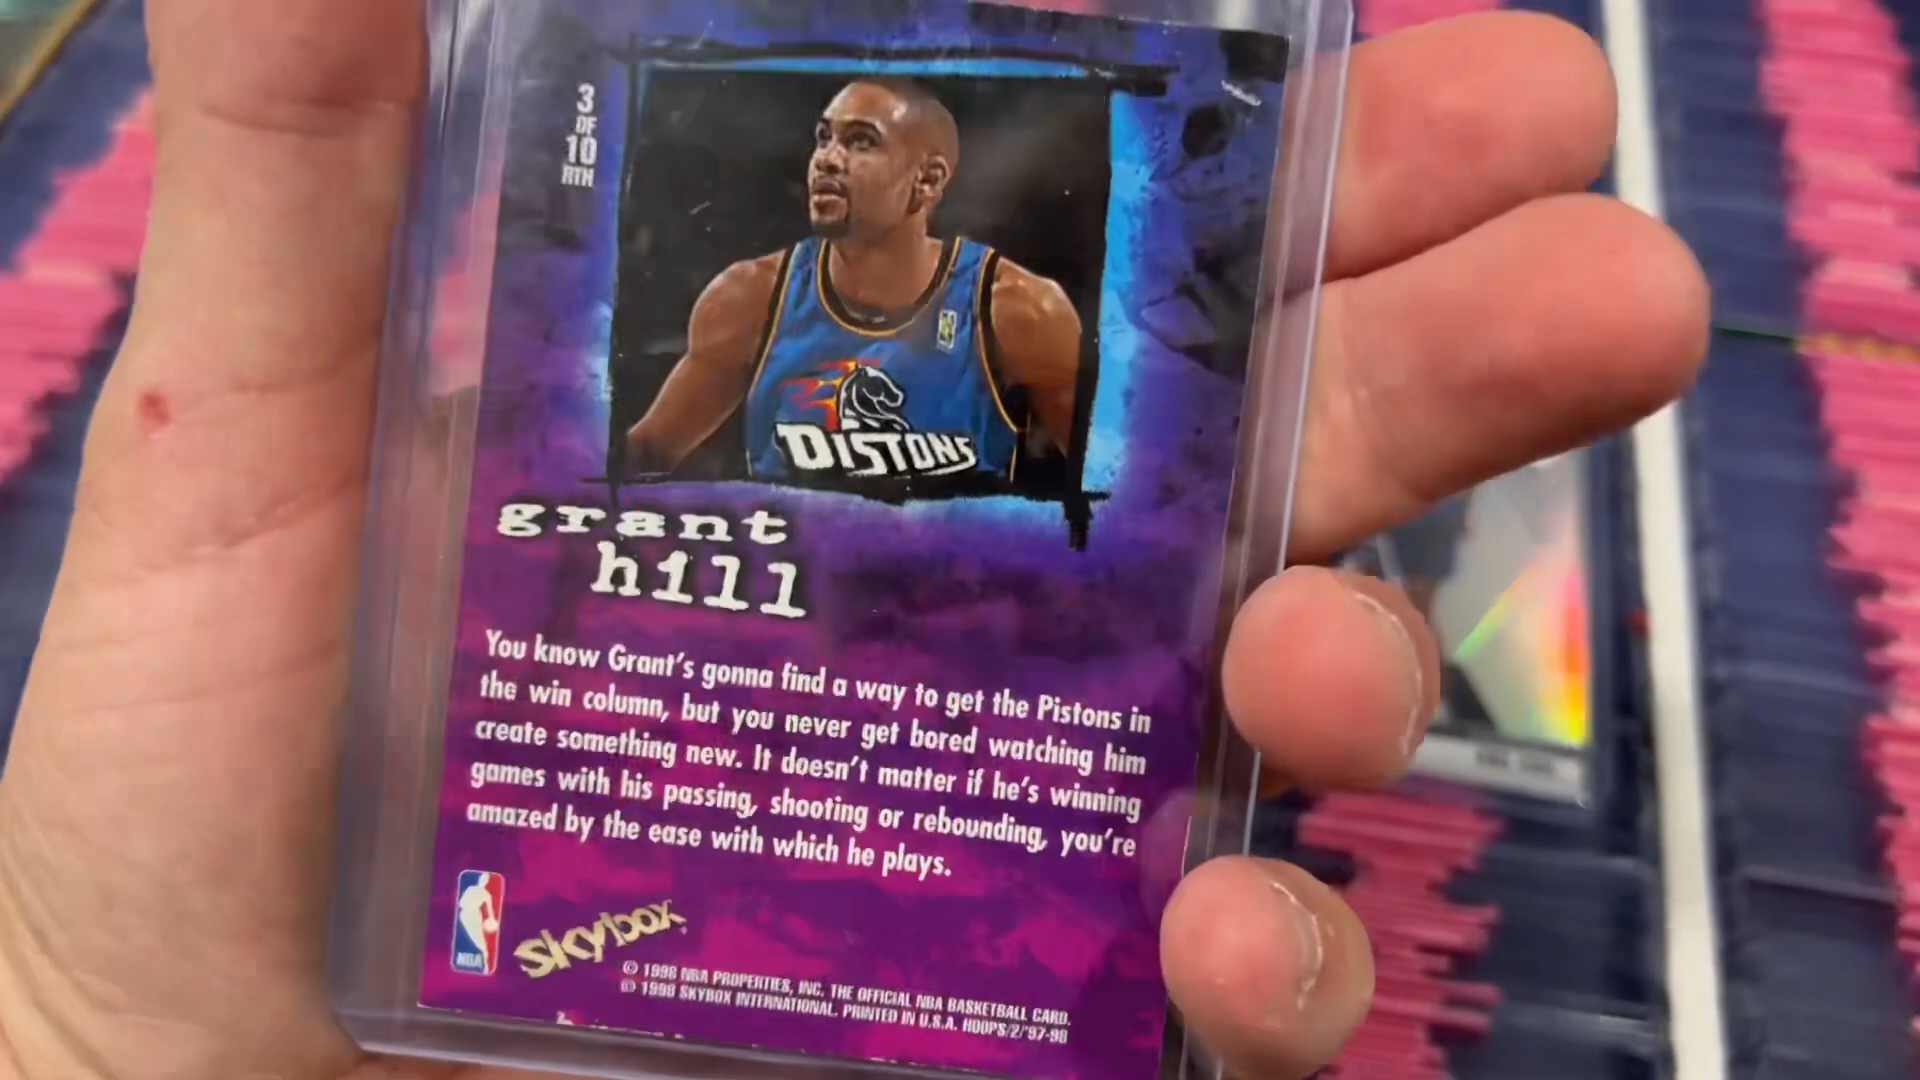 3
OF
10
RTH
DISTONS
grant
hill
You know Grant's gonna find a way to get the Pistons in
the win column, but you never get bored watching him
create something new. It doesn't matter if he's winning
games with his passing, shooting or rebounding, you're
amazed by the ease with which he plays.
NBA
SkyBox
© 1998 NBA PROPERTIES, INC. THE OFFICIAL NBA BASKETBALL CARD.
© 1998 SKYBOX INTERNATIONAL. PRINTED IN U.S.A. HOOPS/2/'97-98